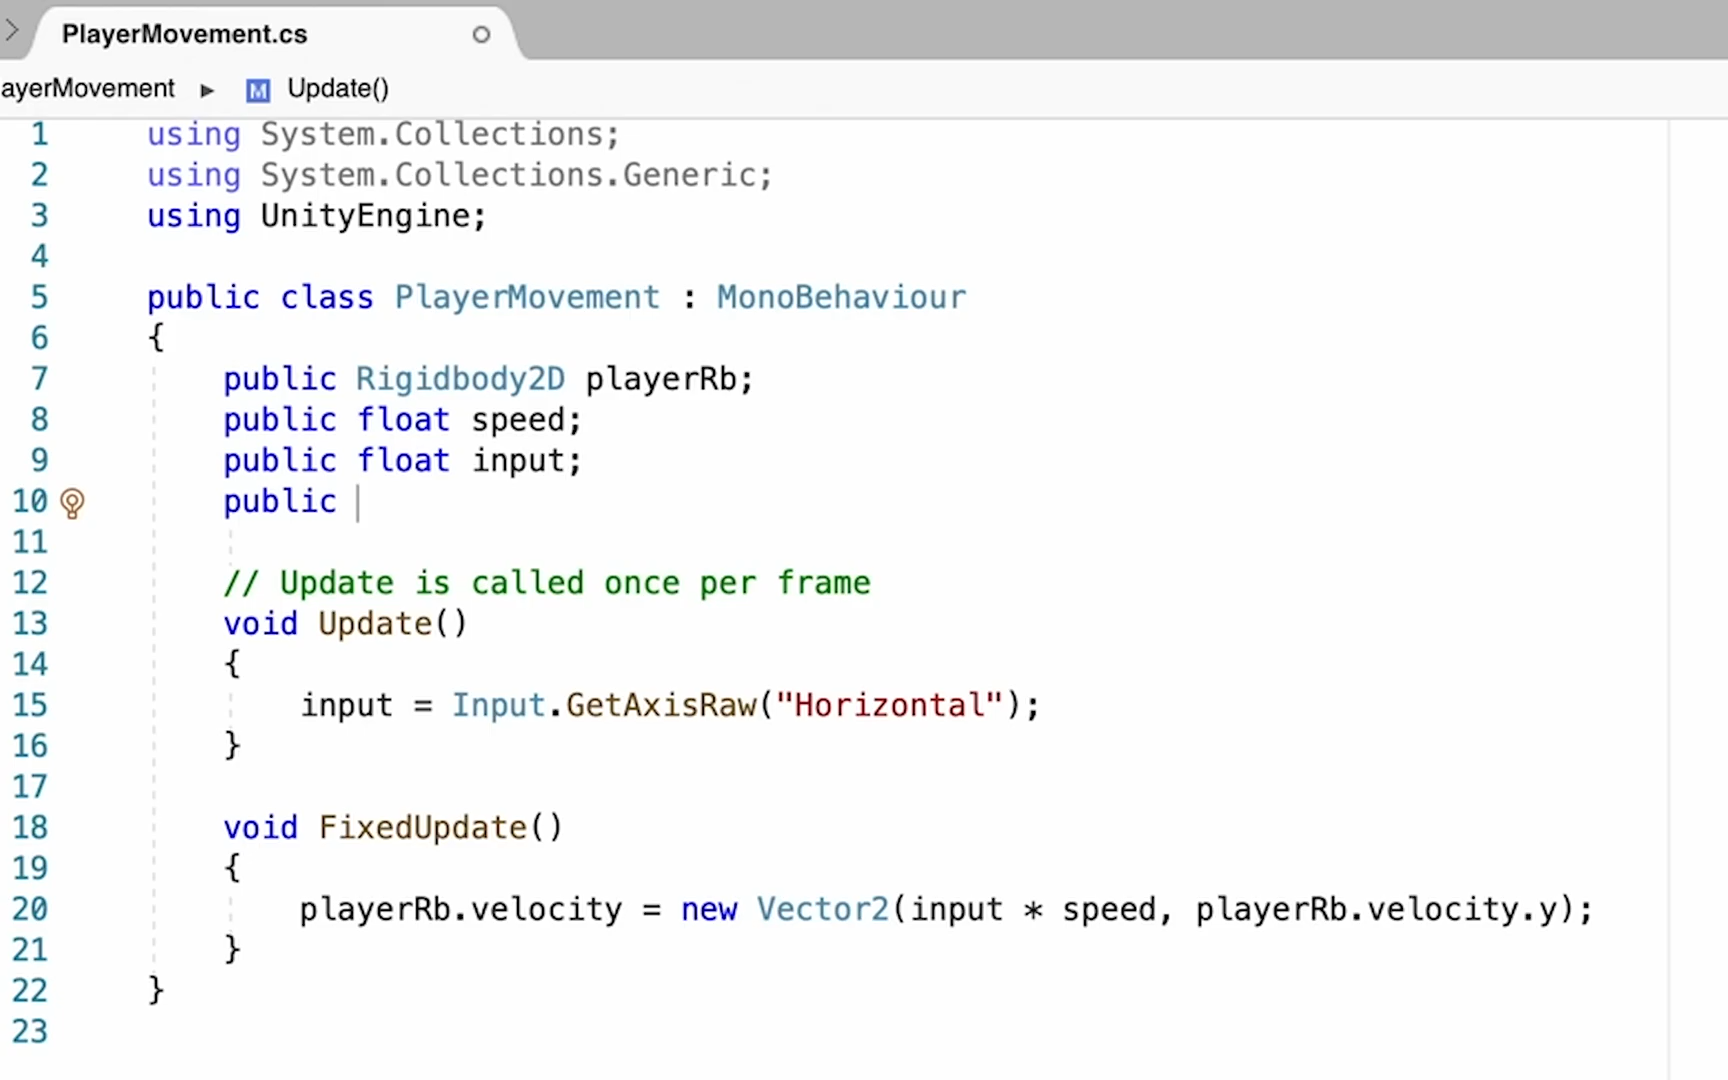 PlayerMovement.cs
ayerMovement ▸ M Update()
1 using System.Collections;
2 using System.Collections.Generic;
3 using UnityEngine;
4
5 public class PlayerMovement : MonoBehaviour
6 {
7 public Rigidbody2D playerRb;
8 public float speed;
9 public float input;
10 public
11
12 // Update is called once per frame
13 void Update()
14 {
15 input = Input.GetAxisRaw("Horizontal");
16 }
17
18 void FixedUpdate()
19 {
20 playerRb.velocity = new Vector2(input * speed, playerRb.velocity.y);
21 }
22 }
23